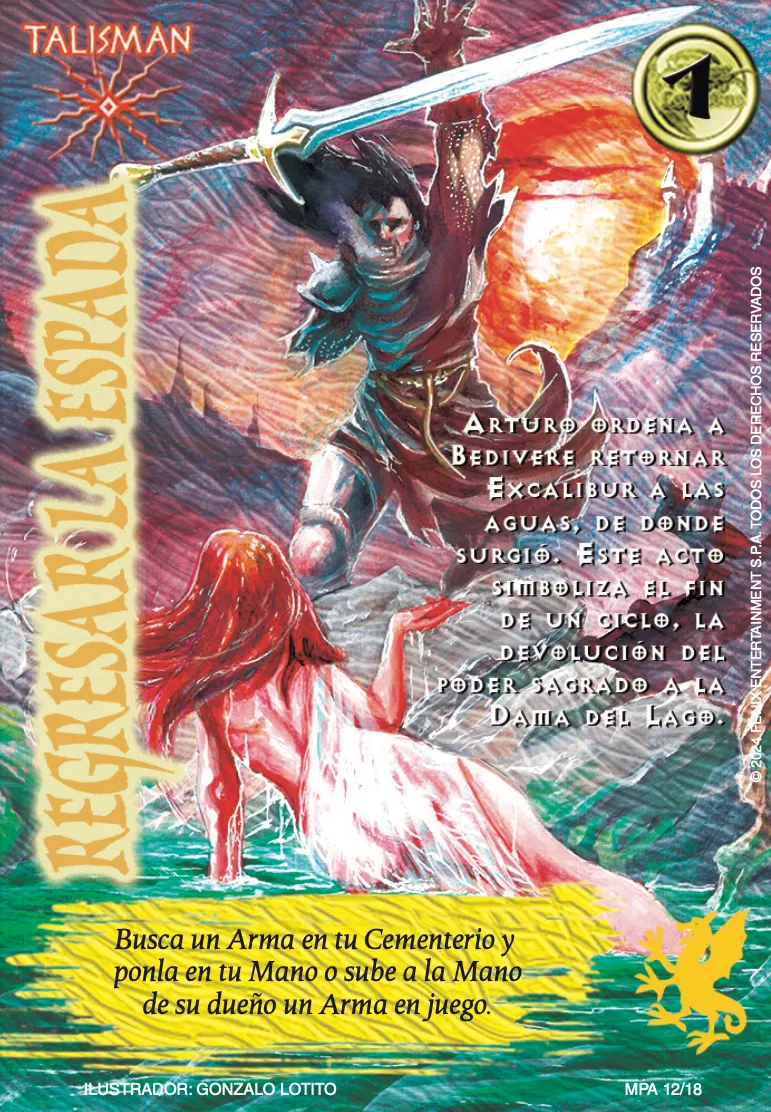 TALISMAN
1
REGRESAR LA ESPADA
Arturo ordena a
Bedivere retornar
Excalibur a las
aguas, de donde
surgió. Este acto
simboliza el fin
de un ciclo, la
devolución del
poder sagrado a la
Dama del Lago.
© 2024 FENIX ENTERTAINMENT S.P.A. TODOS LOS DERECHOS RESERVADOS
Busca un Arma en tu Cementerio y
ponla en tu Mano o sube a la Mano
de su dueño un Arma en juego.
ILUSTRADOR: GONZALO LOTITO
MPA 12/18